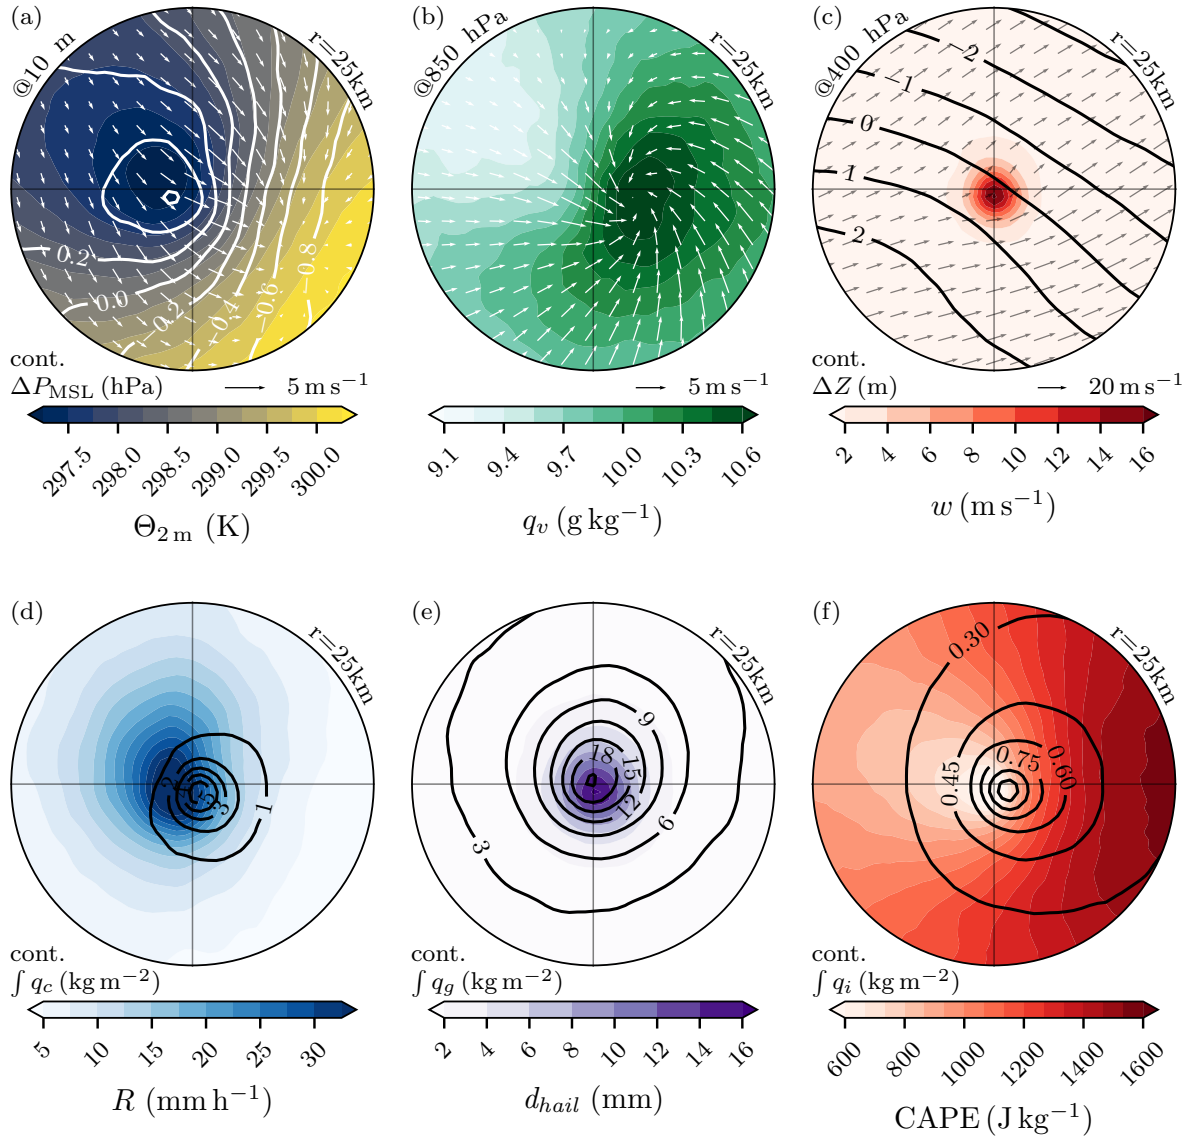 (a)
@10 m
r=25km
0.2
0.0
−0.2
−0.4
−0.6
−0.8
cont.
ΔP_MSL (hPa)
5 m s⁻¹
297.5 298.0 298.5 299.0 299.5 300.0
Θ_2 m (K)
(b)
@850 hPa
r=25km
5 m s⁻¹
9.1 9.4 9.7 10.0 10.3 10.6
q_v (g kg⁻¹)
(c)
@400 hPa
r=25km
−2
−1
0
1
2
cont.
ΔZ (m)
20 m s⁻¹
2 4 6 8 10 12 14 16
w (m s⁻¹)
(d)
r=25km
1
3
cont.
∫ q_c (kg m⁻²)
5 10 15 20 25 30
R (mm h⁻¹)
(e)
r=25km
9
18
15
12
6
3
cont.
∫ q_g (kg m⁻²)
2 4 6 8 10 12 14 16
d_hail (mm)
(f)
r=25km
0.30
0.75
0.60
0.45
cont.
∫ q_i (kg m⁻²)
600 800 1000 1200 1400 1600
CAPE (J kg⁻¹)